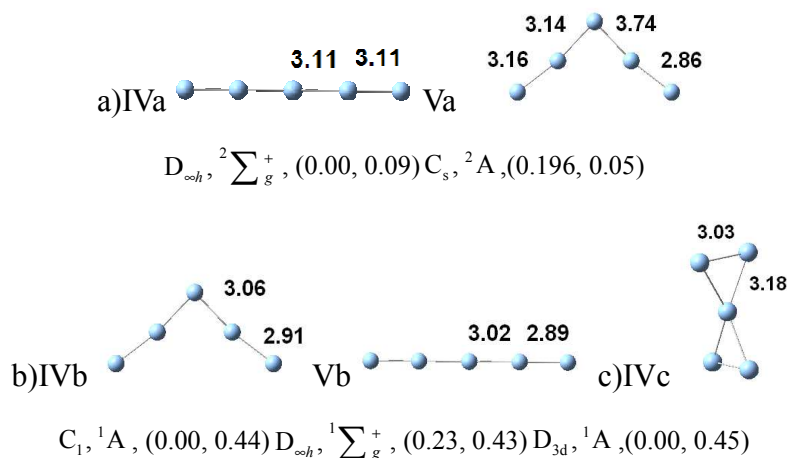 3.14 3.74
3.11 3.11 3.16 2.86
a)IVa Va
D∞h, ²∑g⁺, (0.00, 0.09) Cs, ²A,(0.196, 0.05)
3.03
3.06 3.18
2.91 3.02 2.89
b)IVb Vb c)IVc
C₁, ¹A, (0.00, 0.44) D∞h, ¹∑g⁺, (0.23, 0.43) D3d, ¹A,(0.00, 0.45)